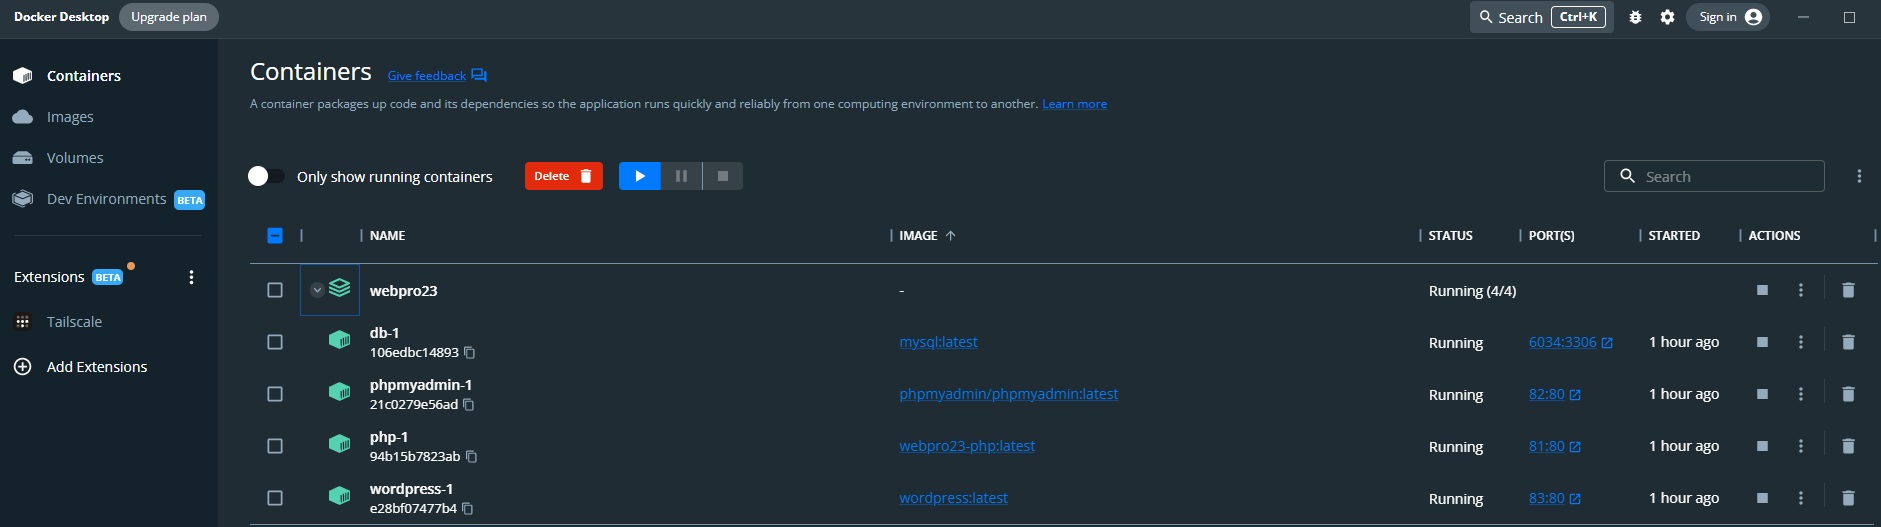 Docker Desktop Upgrade plan Search Ctrl+K Sign in
Containers
Images
Volumes
Dev Environments BETA
Extensions BETA
Tailscale
Add Extensions
Containers Give feedback
A container packages up code and its dependencies so the application runs quickly and reliably from one computing environment to another. Learn more
Only show running containers Delete Search
NAME IMAGE STATUS PORT(S) STARTED ACTIONS
webpro23 - Running (4/4)
db-1
106edbc14893 mysql:latest Running 6034:3306 1 hour ago
phpmyadmin-1
21c0279e56ad phpmyadmin/phpmyadmin:latest Running 82:80 1 hour ago
php-1
94b15b7823ab webpro23-php:latest Running 81:80 1 hour ago
wordpress-1
e28bf07477b4 wordpress:latest Running 83:80 1 hour ago